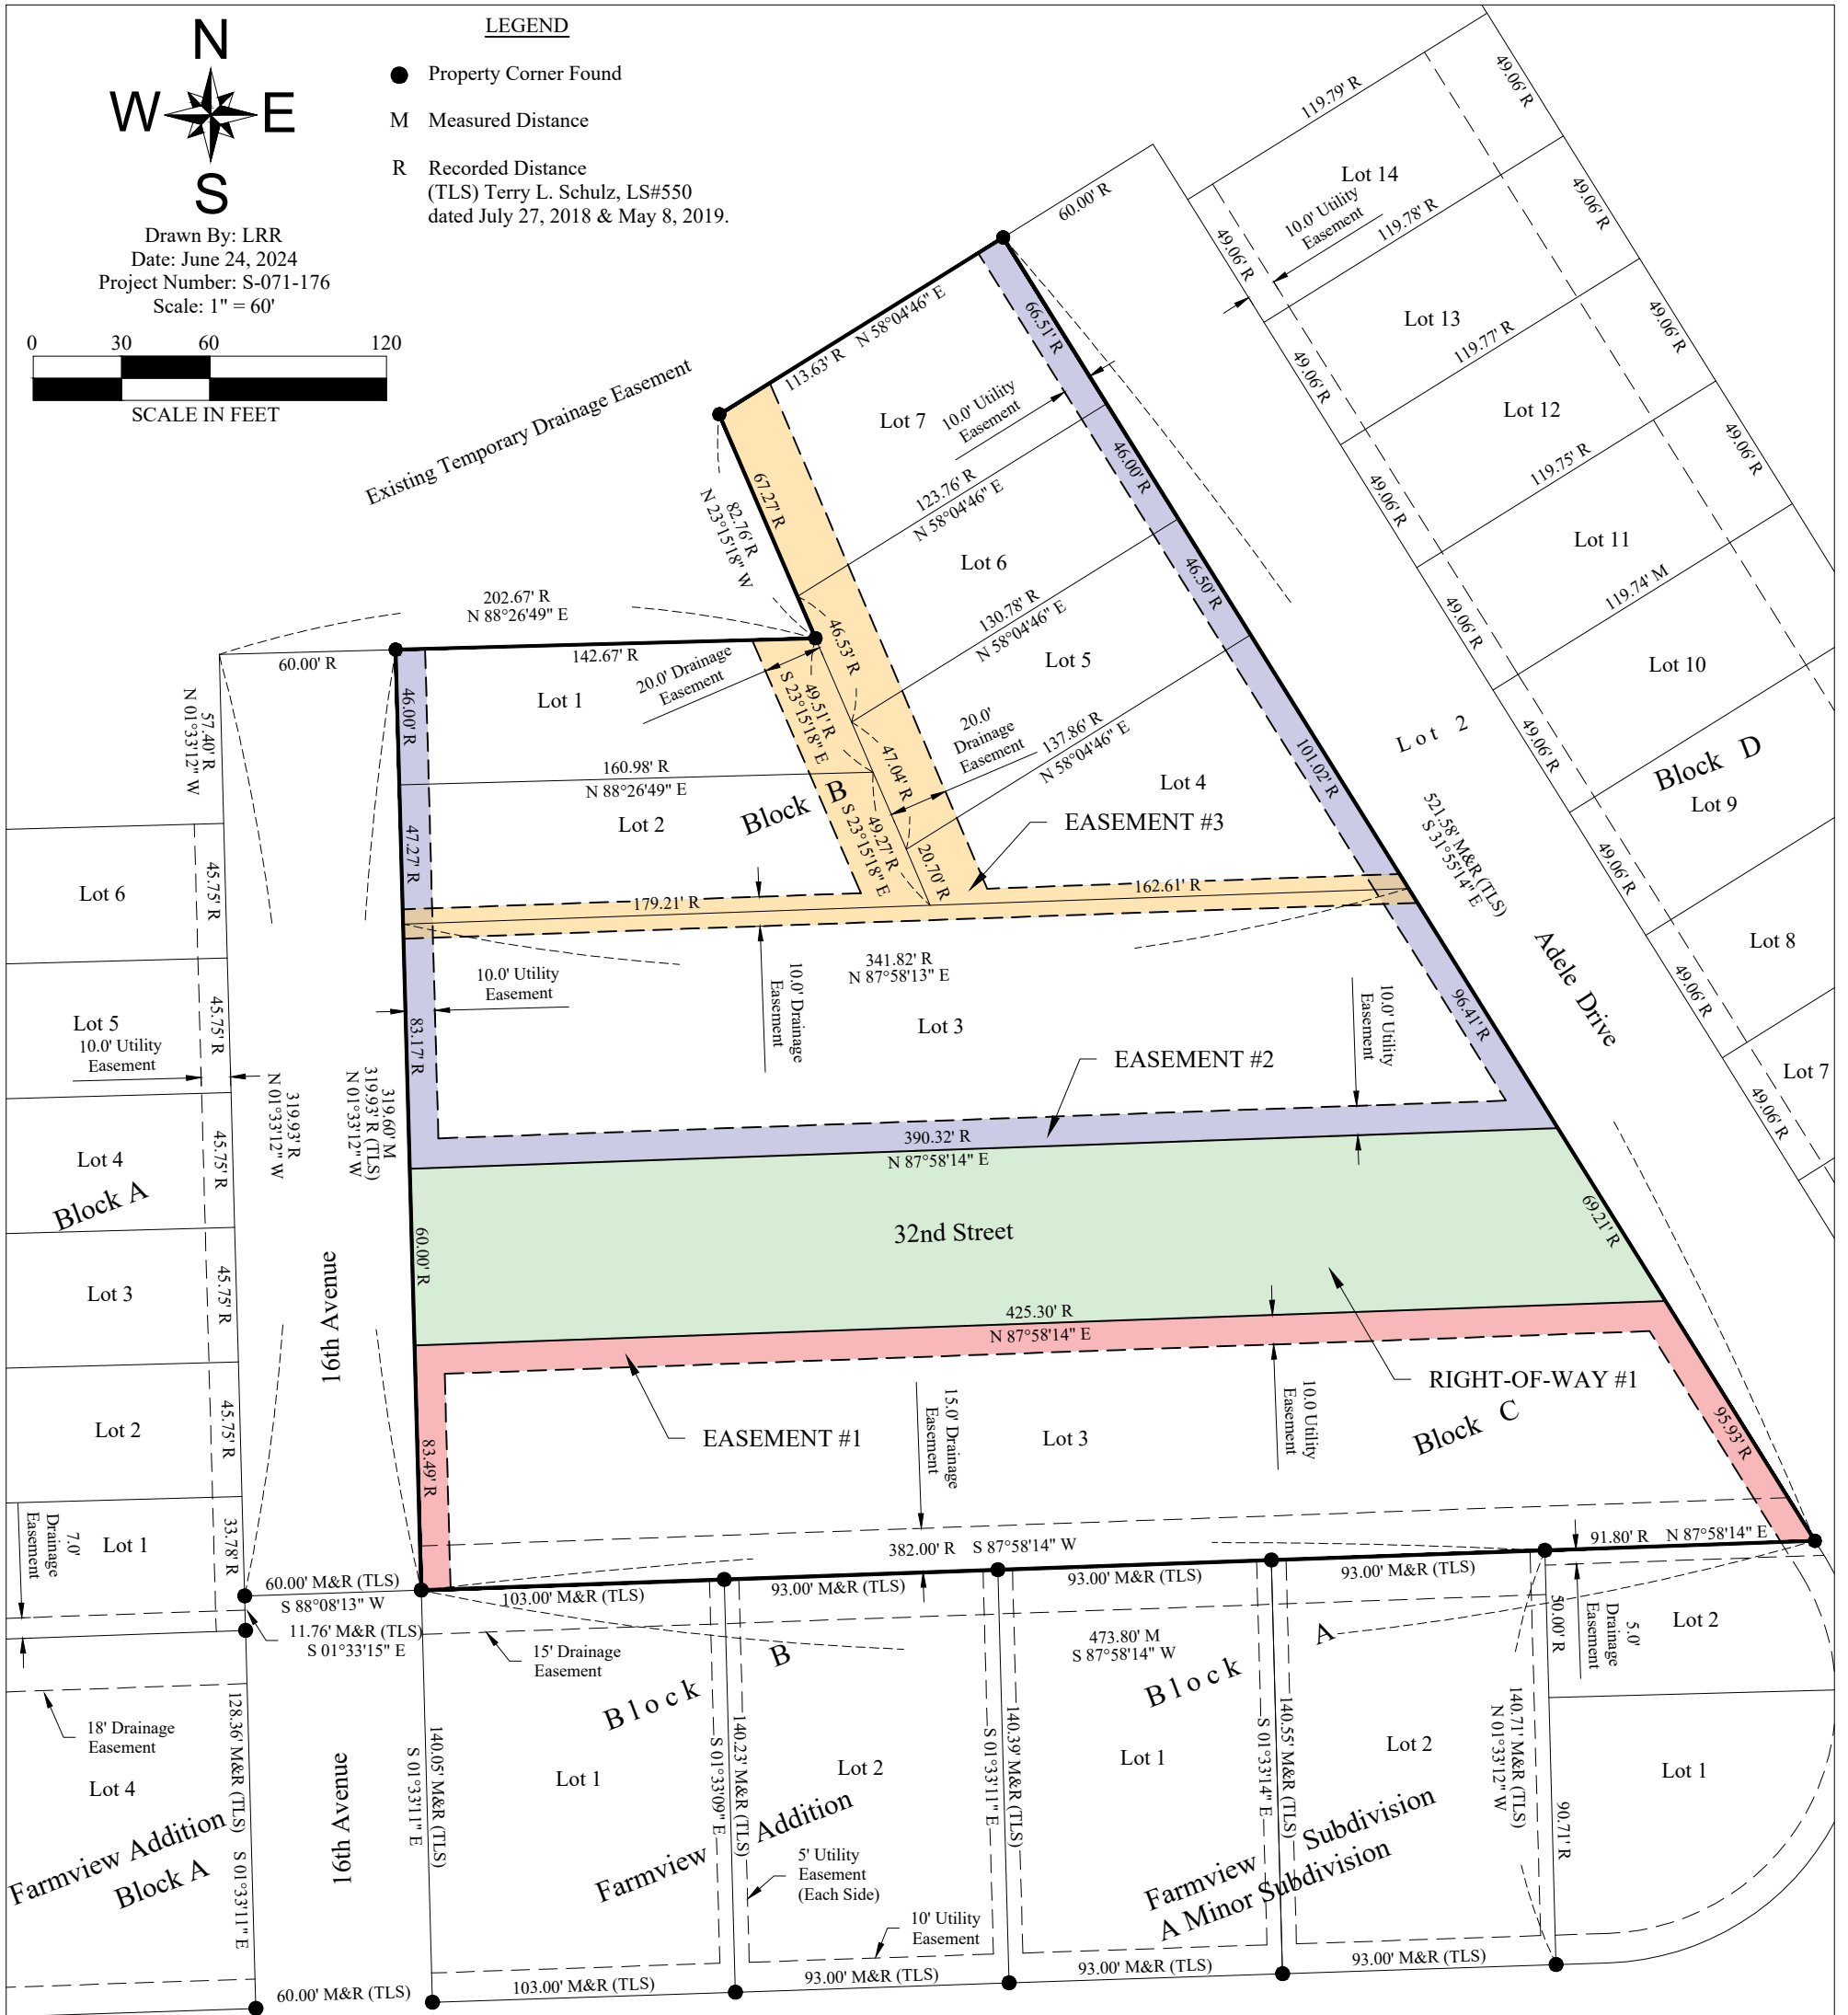 N
W
E
S
Drawn By: LRR
Date: June 24, 2024
Project Number: S-071-176
Scale: 1" = 60'
0 30 60 120
SCALE IN FEET
LEGEND
Property Corner Found
M Measured Distance
R Recorded Distance
(TLS) Terry L. Schulz, LS#550
dated July 27, 2018 & May 8, 2019.
Existing Temporary Drainage Easement
60.00' R
N 58°04'46" E
113.63' R
66.51' R
Lot 7
10.0' Utility
Easement
67.27' R
82.76' R
N 23°15'18" W
123.76' R
N 58°04'46" E
46.00' R
Lot 6
46.50' R
130.78' R
N 58°04'46" E
46.53' R
Lot 5
20.0'
Drainage
Easement
137.86' R
N 58°04'46" E
47.04' R
Lot 4
101.02' R
EASEMENT #3
20.70' R
162.61' R
202.67' R
N 88°26'49" E
60.00' R
142.67' R
20.0' Drainage
Easement
Lot 1
46.00' R
49.51' R
S 23°15'18" E
160.98' R
N 88°26'49" E
Block B
Lot 2
47.27' R
49.27' R
S 23°15'18" E
179.21' R
57.40' R
N 01°33'12" W
341.82' R
N 87°58'13" E
10.0' Utility
Easement
10.0' Drainage
Easement
10.0' Utility
Easement
Lot 3
83.17' R
96.41' R
EASEMENT #2
390.32' R
N 87°58'14" E
32nd Street
60.00' R
69.21' R
425.30' R
N 87°58'14" E
RIGHT-OF-WAY #1
EASEMENT #1
15.0' Drainage
Easement
10.0 Utility
Easement
Lot 3
Block C
83.49' R
95.93' R
382.00' R S 87°58'14" W
91.80' R N 87°58'14" E
119.79' R
49.06' R
Lot 14
10.0' Utility
Easement
119.78' R
49.06' R
49.06' R
Lot 13
119.77' R
49.06' R
49.06' R
Lot 12
119.75' R
49.06' R
49.06' R
Lot 11
119.74' M
49.06' R
Lot 10
49.06' R
Block D
Lot 9
49.06' R
Lot 8
49.06' R
Lot 7
49.06' R
Lot 2
521.58' M&R (TLS)
S 31°55'14" E
Adele Drive
Lot 6
45.75' R
Lot 5
10.0' Utility
Easement
45.75' R
Lot 4
45.75' R
Block A
Lot 3
45.75' R
Lot 2
45.75' R
Lot 1
33.78' R
7.0'
Drainage
Easement
319.93' R
N 01°33'12" W
319.60' M
319.93' R (TLS)
N 01°33'12" W
16th Avenue
60.00' M&R (TLS)
S 88°08'13" W
11.76' M&R (TLS)
S 01°33'15" E
103.00' M&R (TLS)
93.00' M&R (TLS)
93.00' M&R (TLS)
93.00' M&R (TLS)
15' Drainage
Easement
473.80' M
S 87°58'14" W
5.0'
Drainage
Easement
50.00' R
Lot 2
18' Drainage
Easement
Lot 4
Farmview Addition
Block A
128.36' M&R (TLS) S 01°33'11" E
16th Avenue
140.05' M&R (TLS)
S 01°33'11" E
Block B
Lot 1
140.23' M&R (TLS)
S 01°33'09" E
Lot 2
Farmview Addition
5' Utility
Easement
(Each Side)
10' Utility
Easement
140.39' M&R (TLS)
S 01°33'11" E
Block A
Lot 1
140.55' M&R (TLS)
S 01°33'14" E
Lot 2
Farmview Subdivision
A Minor Subdivision
140.71' M&R (TLS)
N 01°33'12" W
90.71' R
Lot 1
60.00' M&R (TLS)
103.00' M&R (TLS)
93.00' M&R (TLS)
93.00' M&R (TLS)
93.00' M&R (TLS)
49.06' R
49.06' R
49.06' R
49.06' R